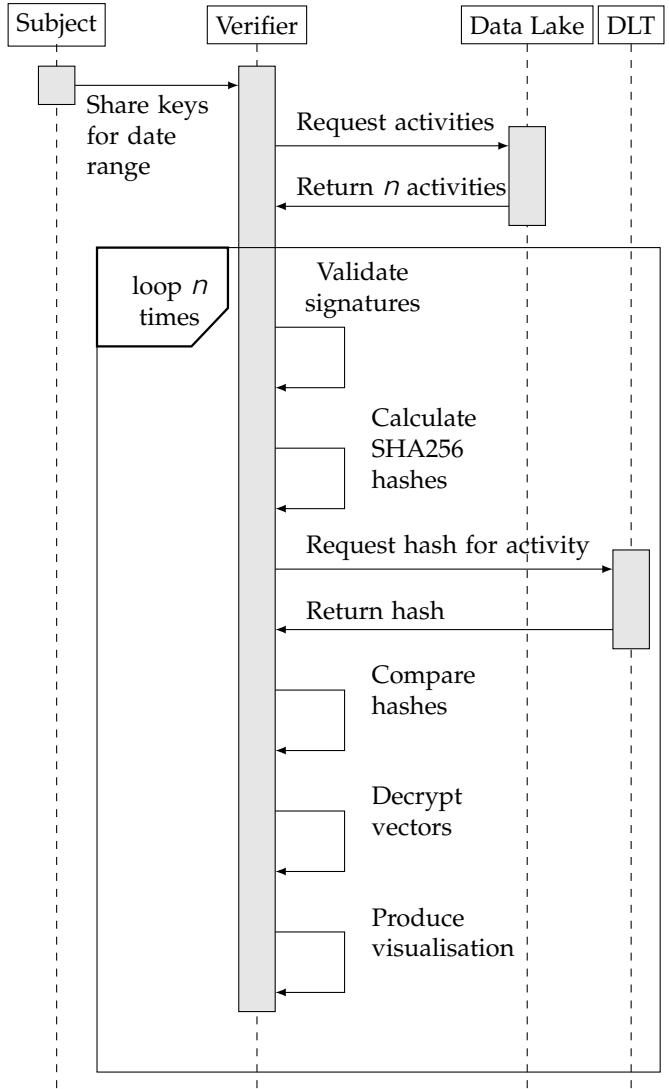 Subject
Verifier
Data Lake
DLT
Share keys
for date
range
Request activities
Return n activities
loop n
times
Validate
signatures
Calculate
SHA256
hashes
Request hash for activity
Return hash
Compare
hashes
Decrypt
vectors
Produce
visualisation